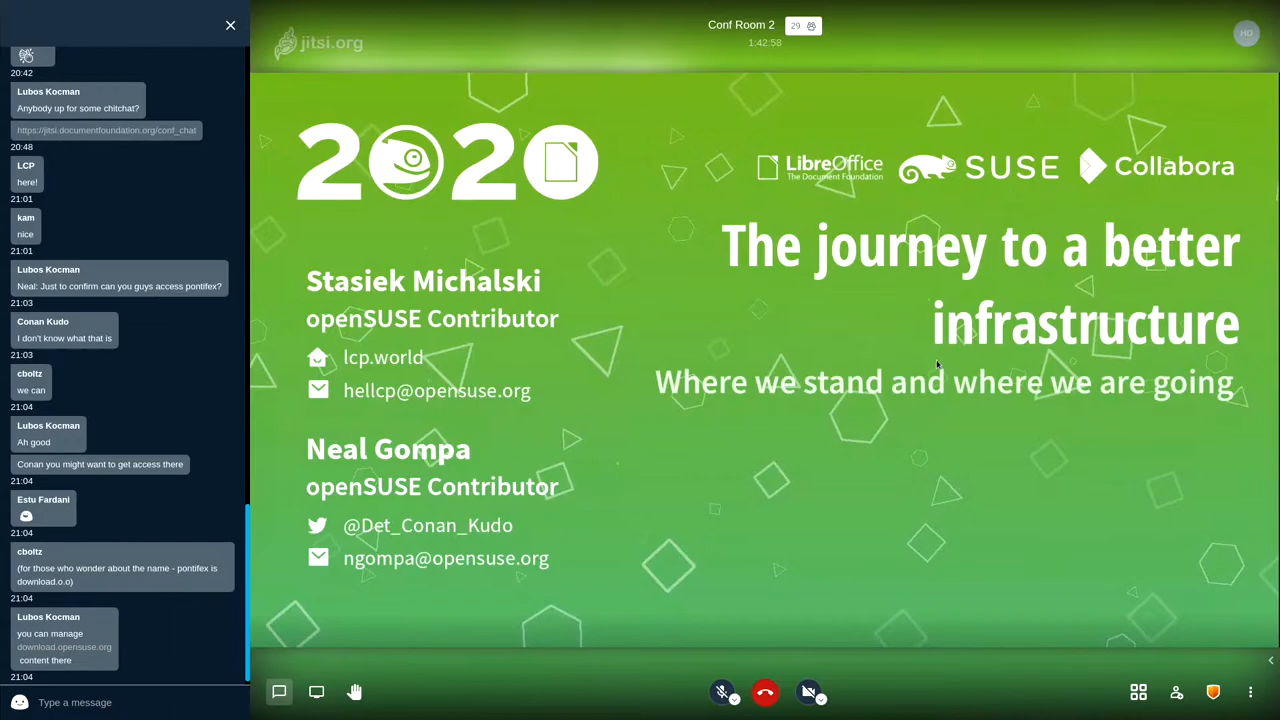 20:42
Lubos Kocman
Anybody up for some chitchat?
https://jitsi.documentfoundation.org/conf_chat
20:48
LCP
here!
21:01
kam
nice
21:01
Lubos Kocman
Neal: Just to confirm can you guys access pontifex?
21:03
Conan Kudo
I don't know what that is
21:03
cboltz
we can
21:04
Lubos Kocman
Ah good
Conan you might want to get access there
21:04
Estu Fardani
21:04
cboltz
(for those who wonder about the name - pontifex is
download.o.o)
21:04
Lubos Kocman
you can manage
download.opensuse.org
content there
21:04
Type a message
jitsi.org
Conf Room 2
29
1:42:58
HD
2020
LibreOffice
The Document Foundation
SUSE
Collabora
The journey to a better
infrastructure
Where we stand and where we are going
Stasiek Michalski
openSUSE Contributor
lcp.world
hellcp@opensuse.org
Neal Gompa
openSUSE Contributor
@Det_Conan_Kudo
ngompa@opensuse.org